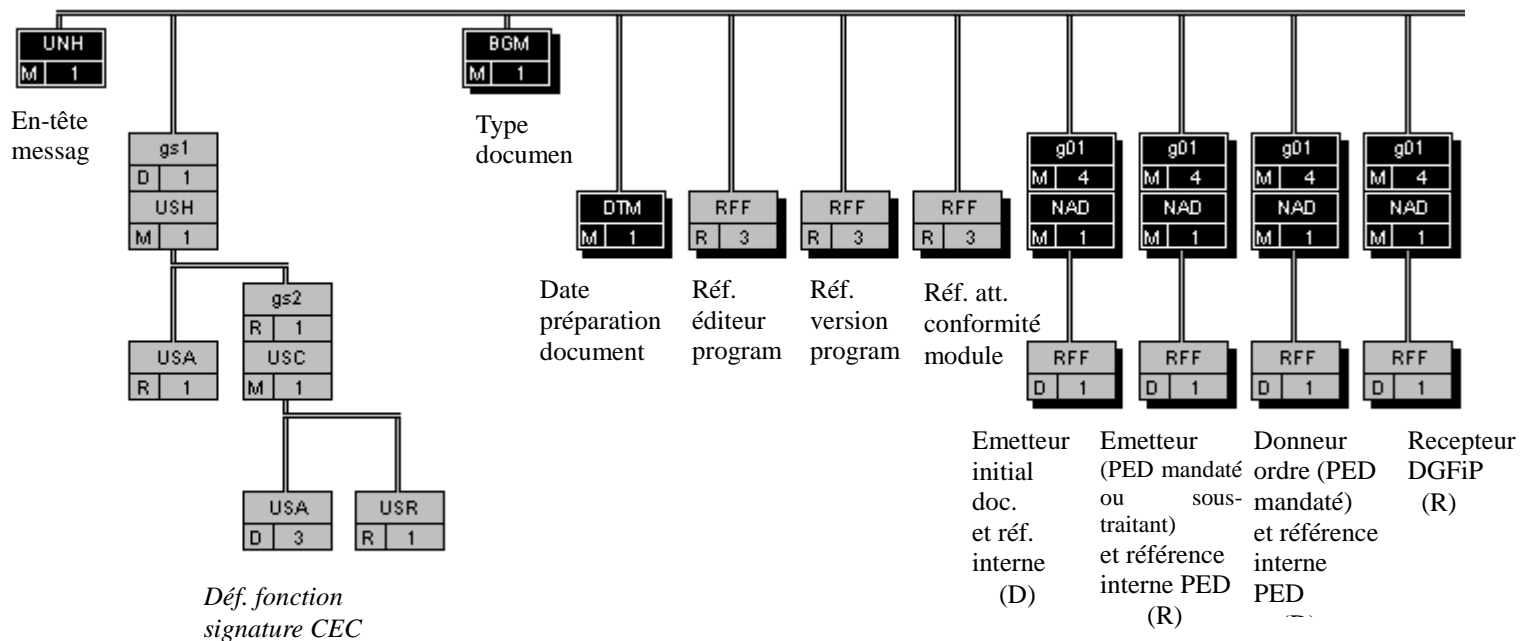 UNH
M 1
En-tête
messag
gs1
D 1
USH
M 1
USA
R 1
gs2
R 1
USC
M 1
USA
D 3
USR
R 1
Déf. fonction
signature CEC
BGM
M 1
Type
documen
DTM
M 1
Date
préparation
document
RFF
R 3
Réf.
éditeur
program
RFF
R 3
Réf.
version
program
RFF
R 3
Réf. att.
conformité
module
g01
M 4
NAD
M 1
RFF
D 1
Emetteur
initial
doc.
et réf.
interne
(D)
g01
M 4
NAD
M 1
RFF
D 1
Emetteur
(PED mandaté
ou sous-
traitant)
et référence
interne PED
(R)
g01
M 4
NAD
M 1
RFF
D 1
Donneur
ordre (PED
mandaté)
et référence
interne
PED
g01
M 4
NAD
M 1
RFF
D 1
Recepteur
DGFiP
(R)